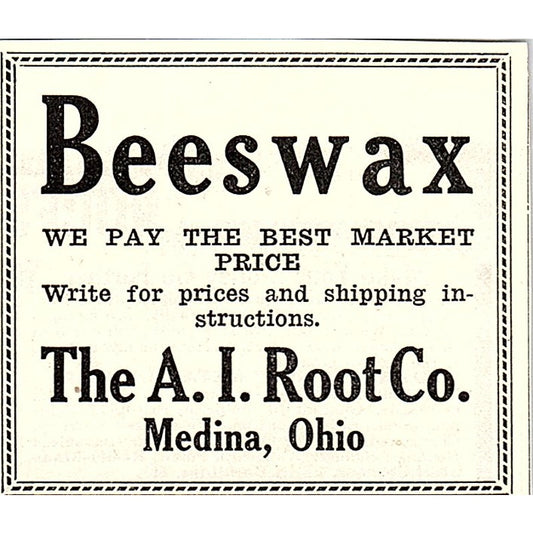 Beeswax
WE PAY THE BEST MARKET
PRICE
Write for prices and shipping in-
structions.
The A. I. Root Co.
Medina, Ohio